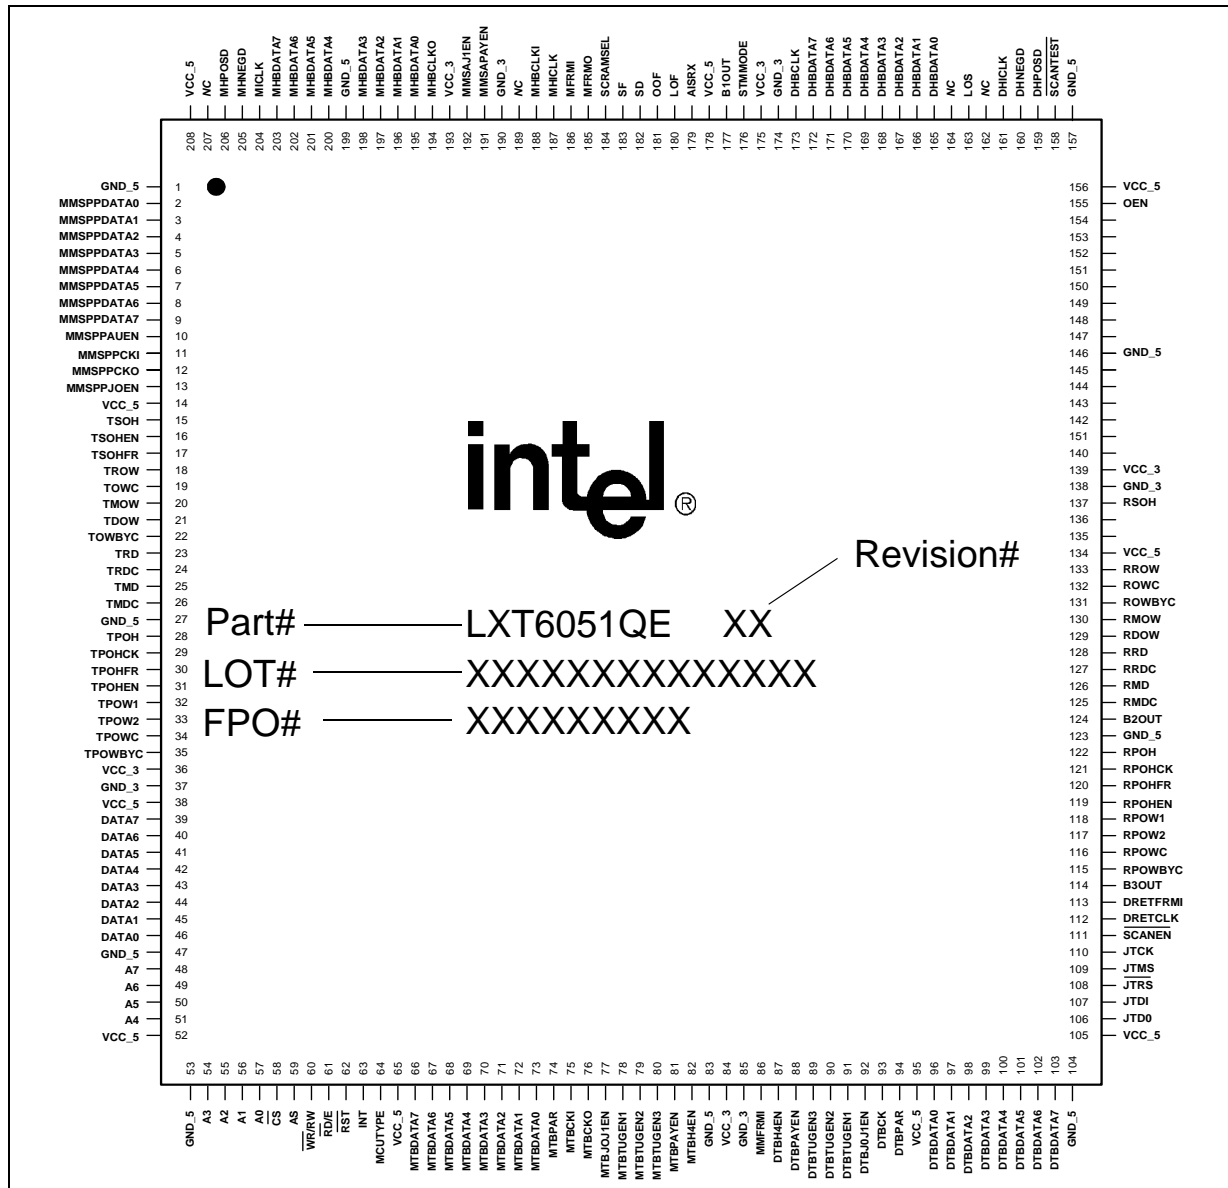 VCC_5
NC
MHPOSD
MHNEGD
MICLK
MHBDATA7
MHBDATA6
MHBDATA5
MHBDATA4
GND_5
MHBDATA3
MHBDATA2
MHBDATA1
MHBDATA0
MHBCLKO
VCC_3
MMSAJ1EN
MMSAPAYEN
GND_3
NC
MHBCLKI
MHICLK
MFRMI
MFRMO
SCRAMSEL
SF
SD
OOF
LOF
AISRX
VCC_5
B1OUT
STMMODE
VCC_3
GND_3
DHBCLK
DHBDATA7
DHBDATA6
DHBDATA5
DHBDATA4
DHBDATA3
DHBDATA2
DHBDATA1
DHBDATA0
NC
LOS
NC
DHICLK
DHNEGD
DHPOSD
SCANTEST
GND_5
208 207 206 205 204 203 202 201 200 199 198 197 196 195 194 193 192 191 190 189 188 187 186 185 184 183 182 181 180 179 178 177 176 175 174 173 172 171 170 169 168 167 166 165 164 163 162 161 160 159 158 157
GND_5 1
MMSPPDATA0 2
MMSPPDATA1 3
MMSPPDATA2 4
MMSPPDATA3 5
MMSPPDATA4 6
MMSPPDATA5 7
MMSPPDATA6 8
MMSPPDATA7 9
MMSPPAUEN 10
MMSPPCKI 11
MMSPPCKO 12
MMSPPJOEN 13
VCC_5 14
TSOH 15
TSOHEN 16
TSOHFR 17
TROW 18
TOWC 19
TMOW 20
TDOW 21
TOWBYC 22
TRD 23
TRDC 24
TMD 25
TMDC 26
GND_5 27
TPOH 28
TPOHCK 29
TPOHFR 30
TPOHEN 31
TPOW1 32
TPOW2 33
TPOWC 34
TPOWBYC 35
VCC_3 36
GND_3 37
VCC_5 38
DATA7 39
DATA6 40
DATA5 41
DATA4 42
DATA3 43
DATA2 44
DATA1 45
DATA0 46
GND_5 47
A7 48
A6 49
A5 50
A4 51
VCC_5 52
intel®
Revision#
Part# LXT6051QE XX
LOT# XXXXXXXXXXXXXX
FPO# XXXXXXXXX
156 VCC_5
155 OEN
154
153
152
151
150
149
148
147
146 GND_5
145
144
143
142
151
140
139 VCC_3
138 GND_3
137 RSOH
136
135
134 VCC_5
133 RROW
132 ROWC
131 ROWBYC
130 RMOW
129 RDOW
128 RRD
127 RRDC
126 RMD
125 RMDC
124 B2OUT
123 GND_5
122 RPOH
121 RPOHCK
120 RPOHFR
119 RPOHEN
118 RPOW1
117 RPOW2
116 RPOWC
115 RPOWBYC
114 B3OUT
113 DRETFRMI
112 DRETCLK
111 SCANEN
110 JTCK
109 JTMS
108 JTRS
107 JTDI
106 JTD0
105 VCC_5
53 54 55 56 57 58 59 60 61 62 63 64 65 66 67 68 69 70 71 72 73 74 75 76 77 78 79 80 81 82 83 84 85 86 87 88 89 90 91 92 93 94 95 96 97 98 99 100 101 102 103 104
GND_5
A3
A2
A1
A0
CS
AS
WR/RW
RD/E
RST
INT
MCUTYPE
VCC_5
MTBDATA7
MTBDATA6
MTBDATA5
MTBDATA4
MTBDATA3
MTBDATA2
MTBDATA1
MTBDATA0
MTBPAR
MTBCKI
MTBCKO
MTBJOJ1EN
MTBTUGEN1
MTBTUGEN2
MTBTUGEN3
MTBPAYEN
MTBH4EN
GND_5
VCC_3
GND_5
MMFRMI
DTBH4EN
DTBPAYEN
DTBTUGEN3
DTBTUGEN2
DTBTUGEN1
DTBJ0J1EN
DTBCK
DTBPAR
VCC_5
DTBDATA0
DTBDATA1
DTBDATA2
DTBDATA3
DTBDATA4
DTBDATA5
DTBDATA6
DTBDATA7
GND_5